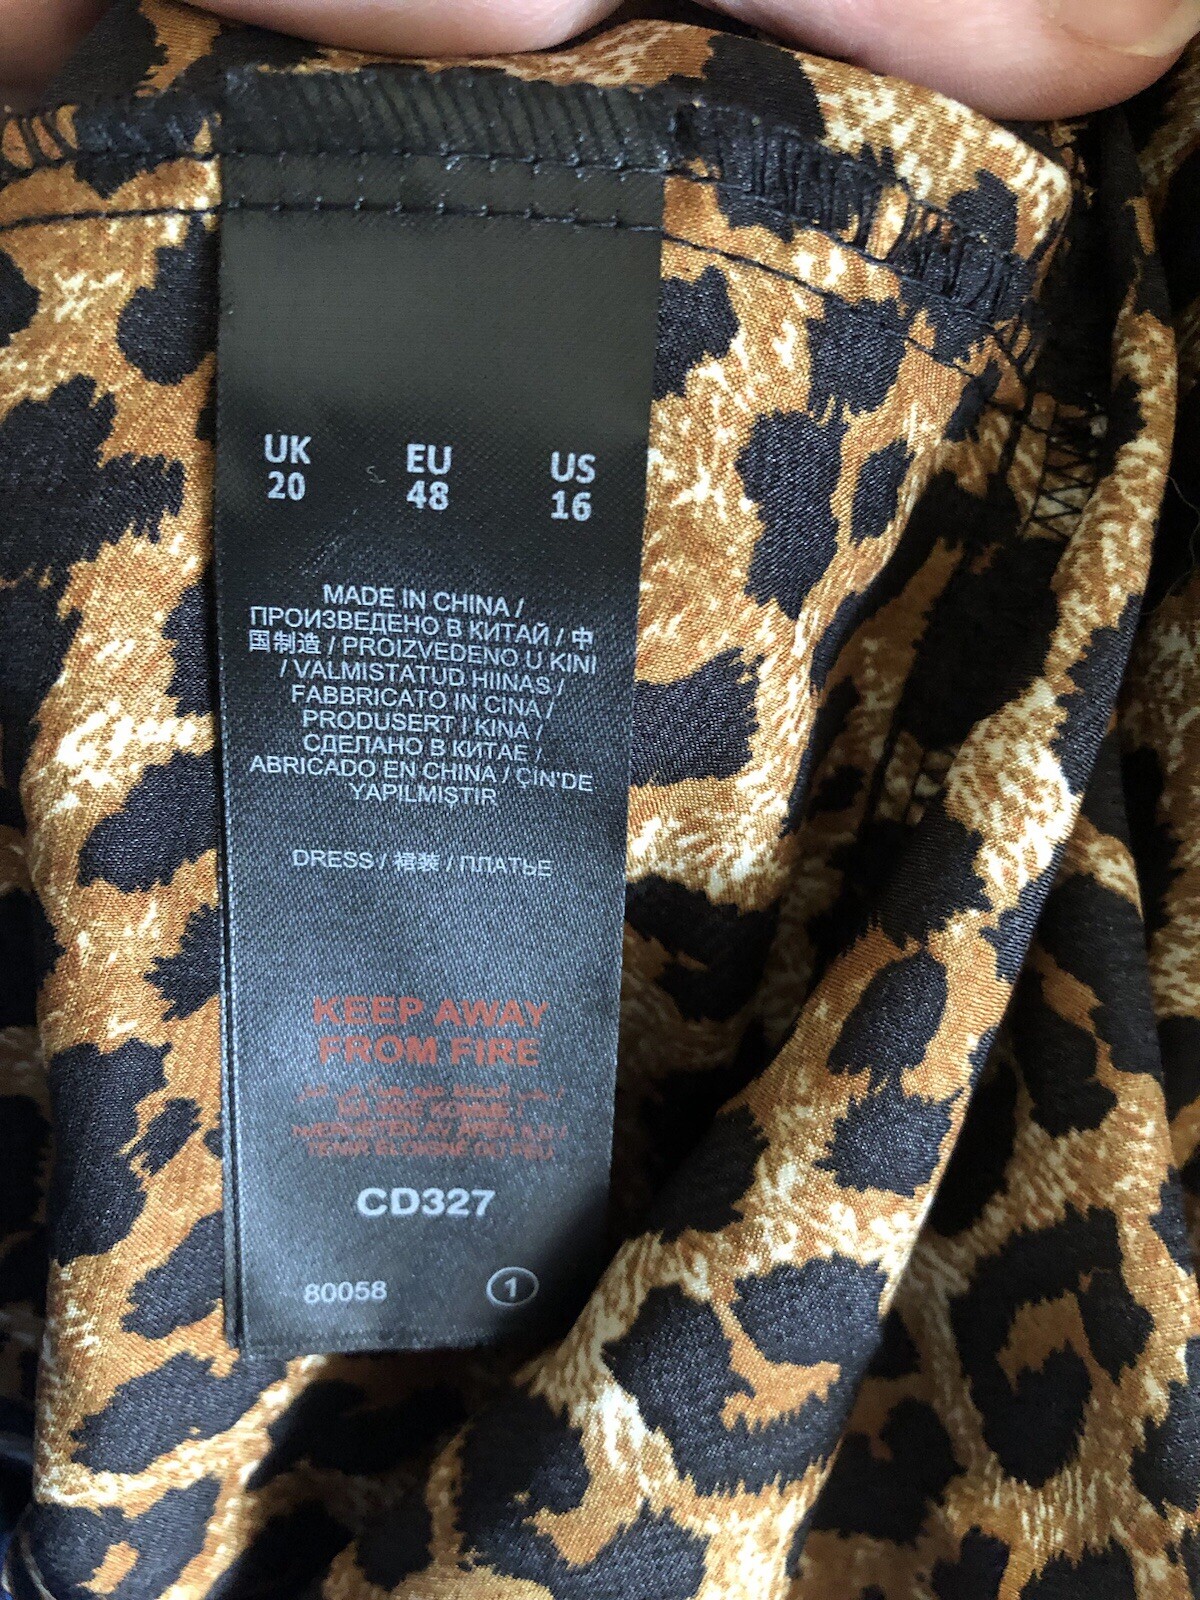 UK EU US
20 48 16
MADE IN CHINA /
ПРОИЗВЕДЕНО В КИТАЙ / 中
国制造 / PROIZVEDENO U KINI
/ VALMISTATUD HIINAS /
FABBRICATO IN CINA /
PRODUSERT I KINA /
СДЕЛАНО В КИТАЕ /
ABRICADO EN CHINA / ÇİN'DE
YAPILMIŞTIR
DRESS / 裙装 / ПЛАТЬЕ
KEEP AWAY
FROM FIRE
CD327
80058 1